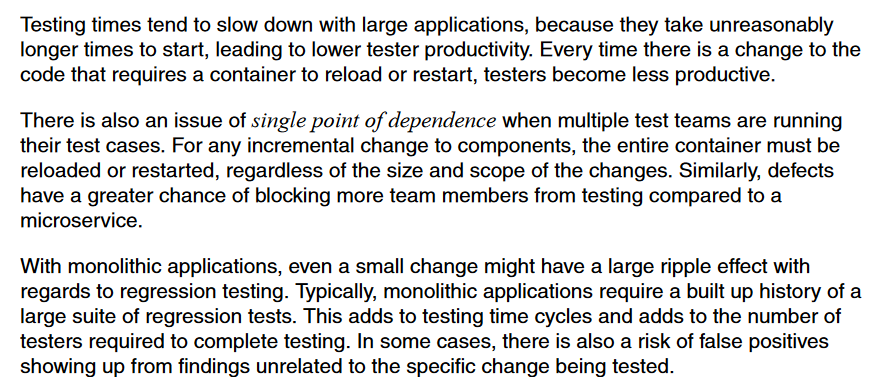 Testing times tend to slow down with large applications, because they take unreasonably
longer times to start, leading to lower tester productivity. Every time there is a change to the
code that requires a container to reload or restart, testers become less productive.
There is also an issue of single point of dependence when multiple test teams are running
their test cases. For any incremental change to components, the entire container must be
reloaded or restarted, regardless of the size and scope of the changes. Similarly, defects
have a greater chance of blocking more team members from testing compared to a
microservice.
With monolithic applications, even a small change might have a large ripple effect with
regards to regression testing. Typically, monolithic applications require a built up history of a
large suite of regression tests. This adds to testing time cycles and adds to the number of
testers required to complete testing. In some cases, there is also a risk of false positives
showing up from findings unrelated to the specific change being tested.